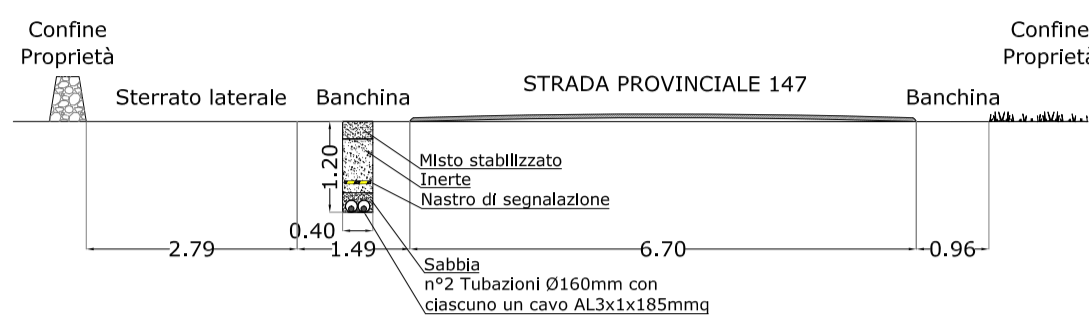 Confine
Proprietà
Confine
Proprietà
STRADA PROVINCIALE 147
Sterrato laterale
Banchina
Banchina
1.20
Misto stabilizzato
Inerte
Nastro di segnalazione
0.40
2.79
1.49
6.70
0.96
Sabbia
n°2 Tubazioni Ø160mm con
ciascuno un cavo AL3x1x185mmq